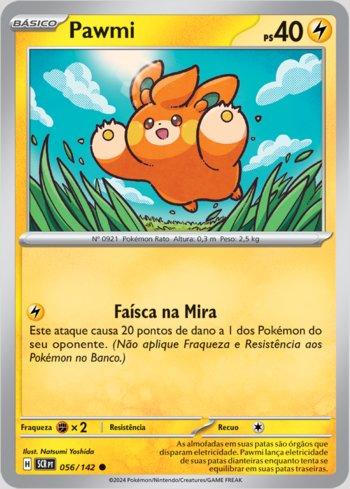 BÁSICO
Pawmi
PS40
Nº 0921 Pokémon Rato Altura: 0,3 m Peso: 2,5 kg
Faísca na Mira
Este ataque causa 20 pontos de dano a 1 dos Pokémon do
seu oponente. (Não aplique Fraqueza e Resistência aos
Pokémon no Banco.)
Fraqueza × 2 Resistência Recuo
Ilust. Natsumi Yoshida
H SCR PT 056/142
As almofadas em suas patas são órgãos que
disparam eletricidade. Pawmi lança eletricidade
de suas patas dianteiras enquanto tenta se
equilibrar em suas patas traseiras.
©2024 Pokémon/Nintendo/Creatures/GAME FREAK